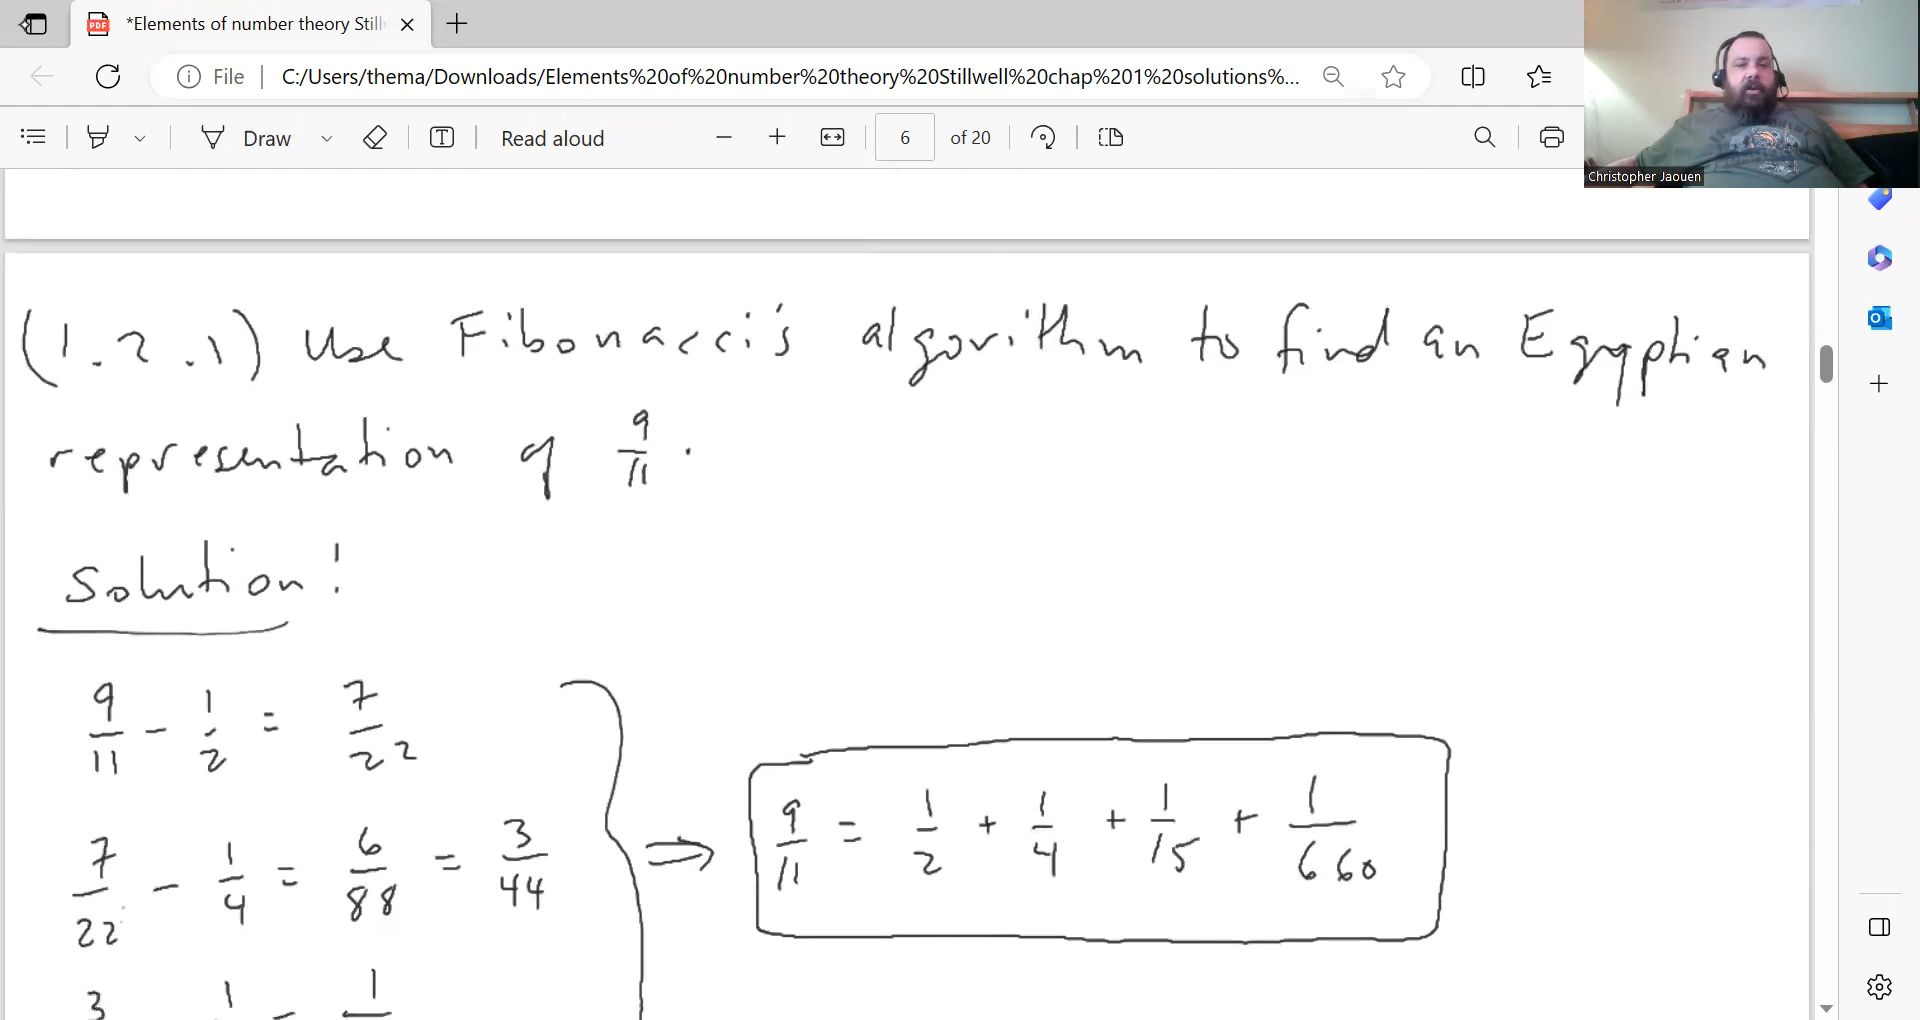 *Elements of number theory Still
File
C:/Users/thema/Downloads/Elements%20of%20number%20theory%20Stillwell%20chap%201%20solutions%...
Draw
Read aloud
6 of 20
Christopher Jaouen
(1.2.1) Use Fibonacci's algorithm to find an Egyptian
representation of 9/11.
Solution:
9/11 - 1/2 = 7/22
7/22 - 1/4 = 6/88 = 3/44
⇒ 9/11 = 1/2 + 1/4 + 1/15 + 1/660
3 1 = 1